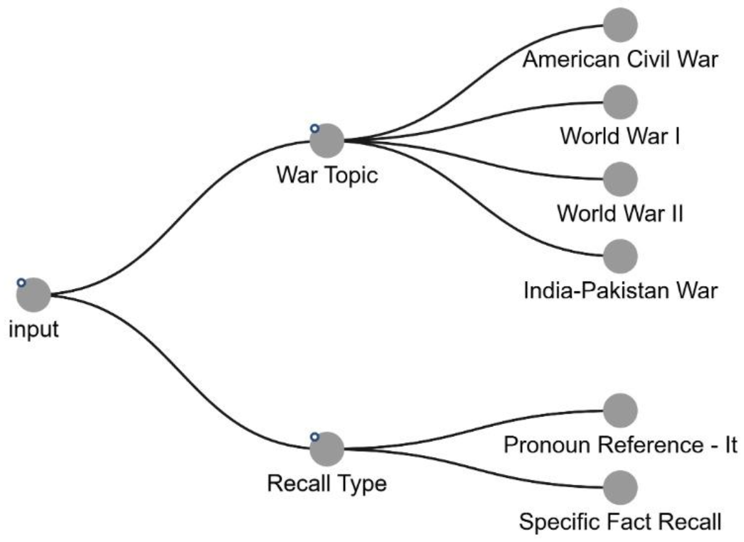 American Civil War
World War I
War Topic
World War II
India-Pakistan War
input
Pronoun Reference - It
Recall Type
Specific Fact Recall